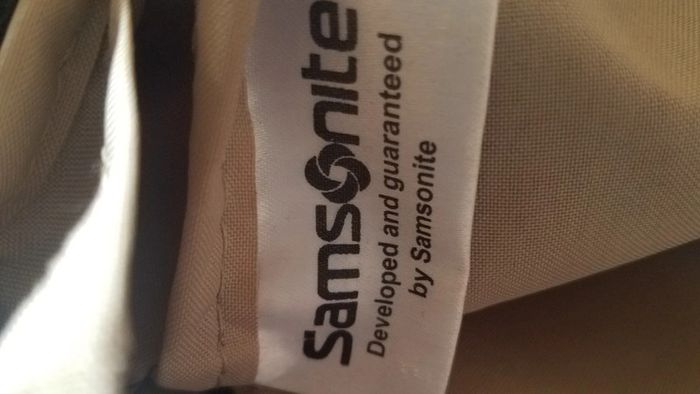 Samsonite
Developed and guaranteed
by Samsonite